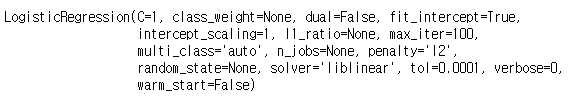 LogisticRegression(C=1, class_weight=None, dual=False, fit_intercept=True,
intercept_scaling=1, l1_ratio=None, max_iter=100,
multi_class='auto', n_jobs=None, penalty='l2',
random_state=None, solver='liblinear', tol=0.0001, verbose=0,
warm_start=False)